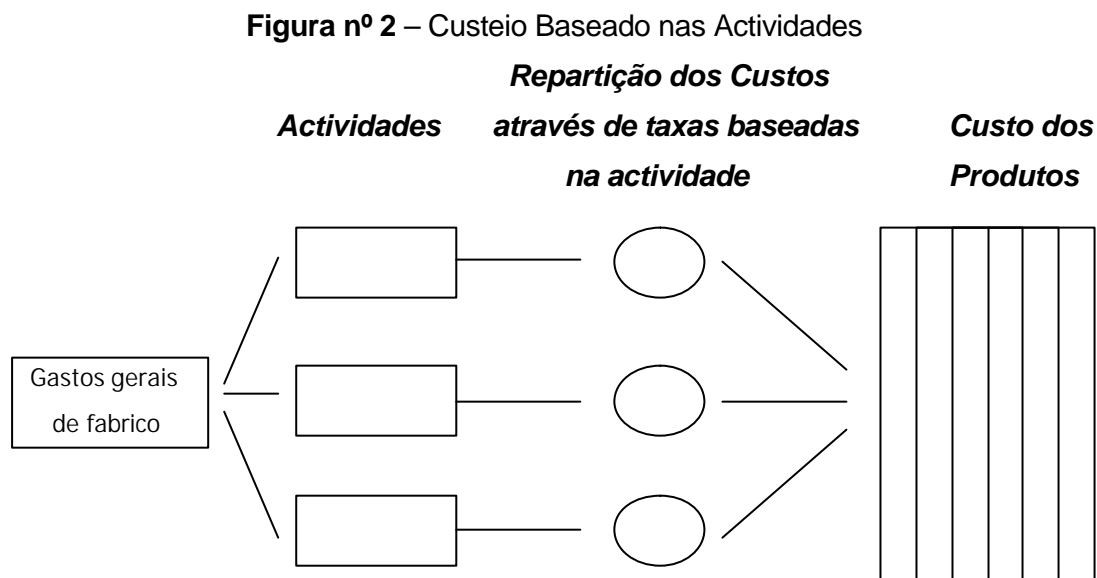 Figura nº 2 – Custeio Baseado nas Actividades
Repartição dos Custos
Actividades através de taxas baseadas Custo dos
na actividade Produtos
Gastos gerais
de fabrico